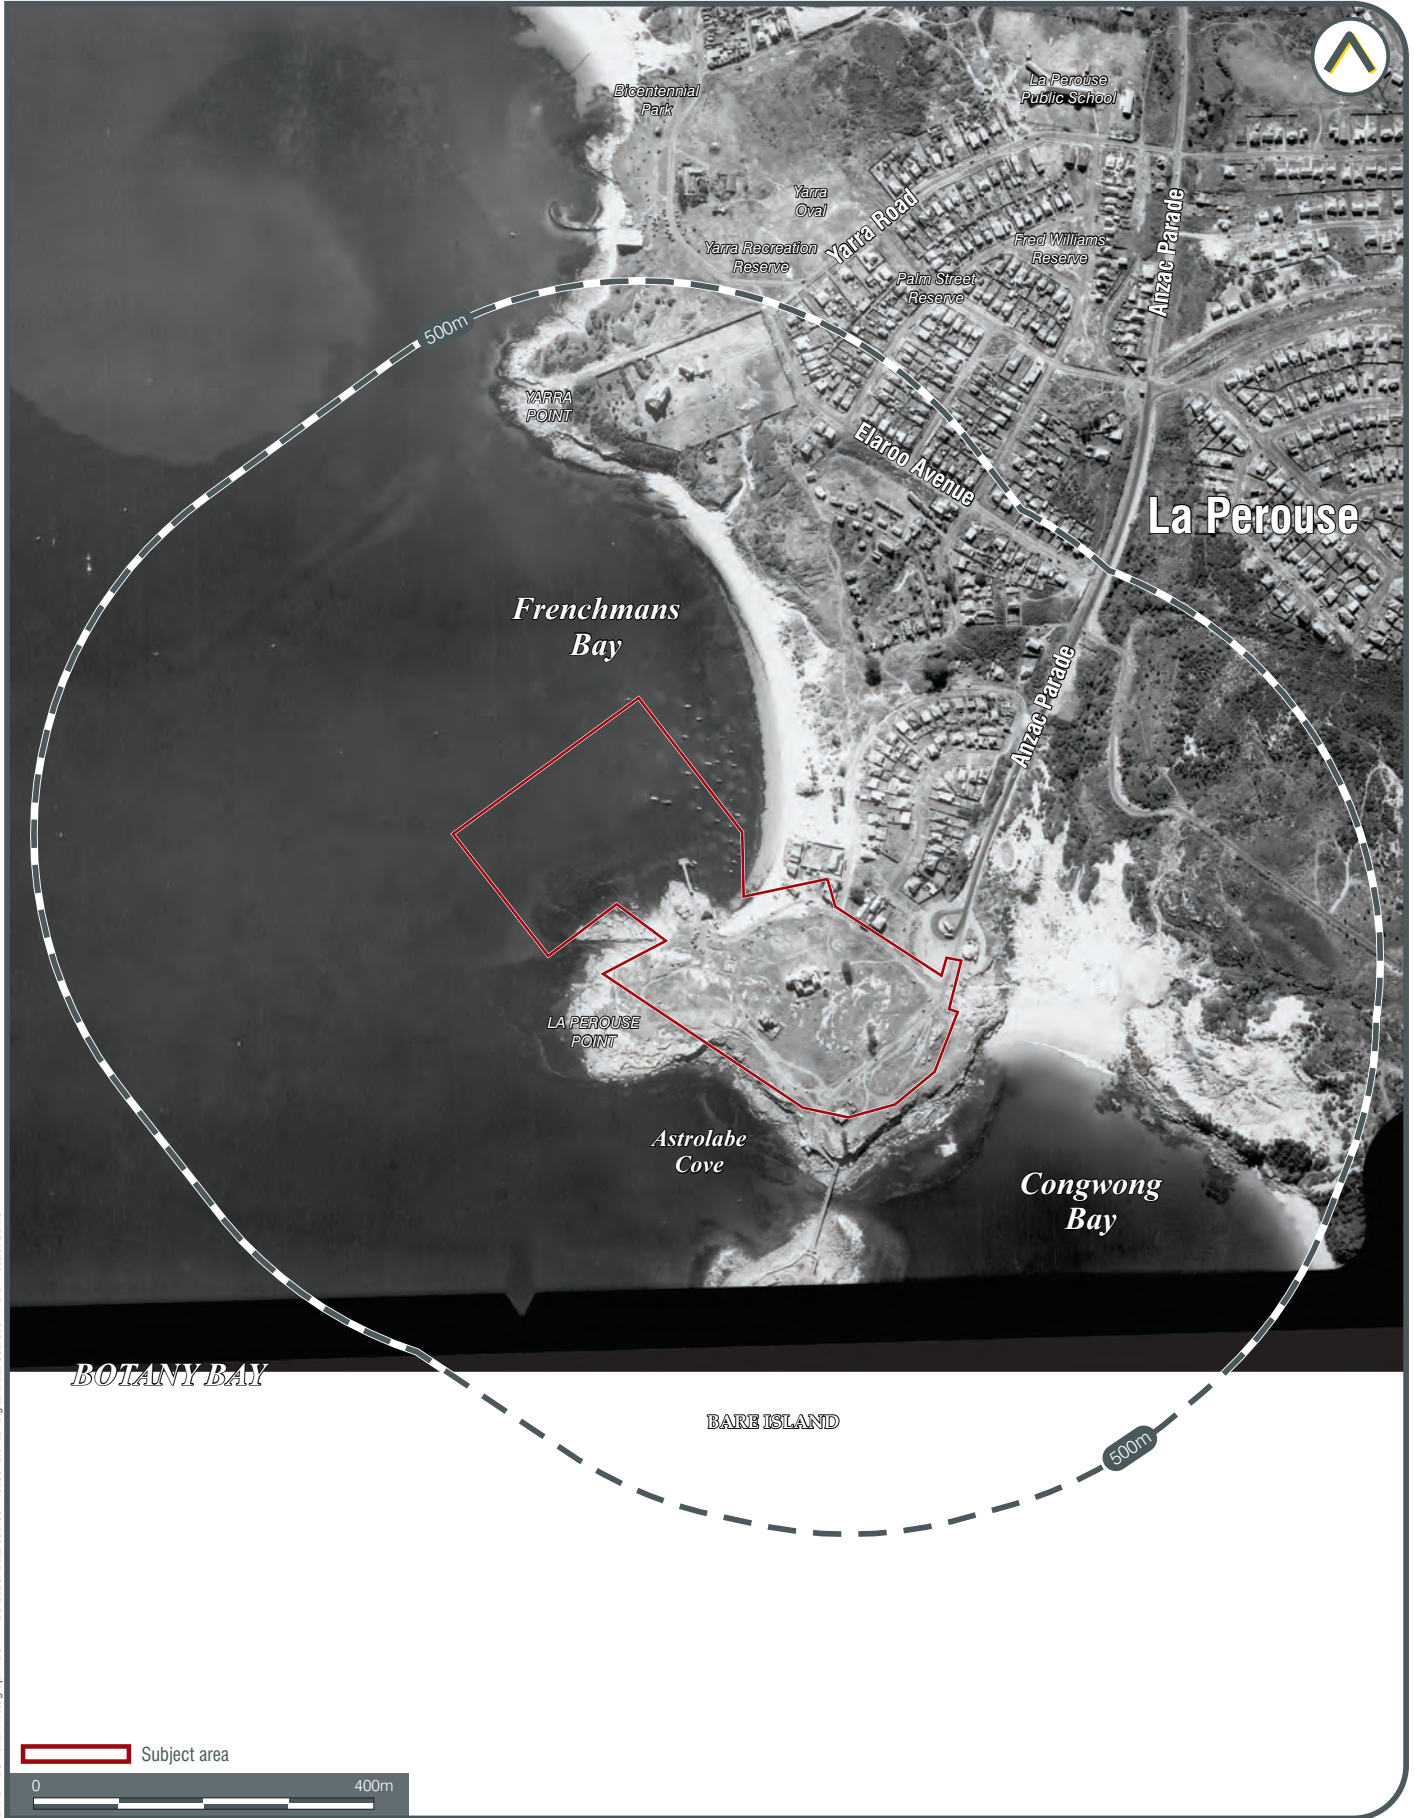 Bicentennial
Park
La Perouse
Public School
Yarra
Oval
Yarra Road
Anzac Parade
Yarra Recreation
Reserve
Fred Williams
Reserve
Palm Street
Reserve
500m
YARRA
POINT
Elaroo Avenue
La Perouse
Frenchmans
Bay
Anzac Parade
LA PEROUSE
POINT
Astrolabe
Cove
Congwong
Bay
BOTANY BAY
BARE ISLAND
500m
Subject area
0
400m